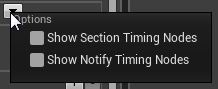 Options
Show Section Timing Nodes
Show Notify Timing Nodes